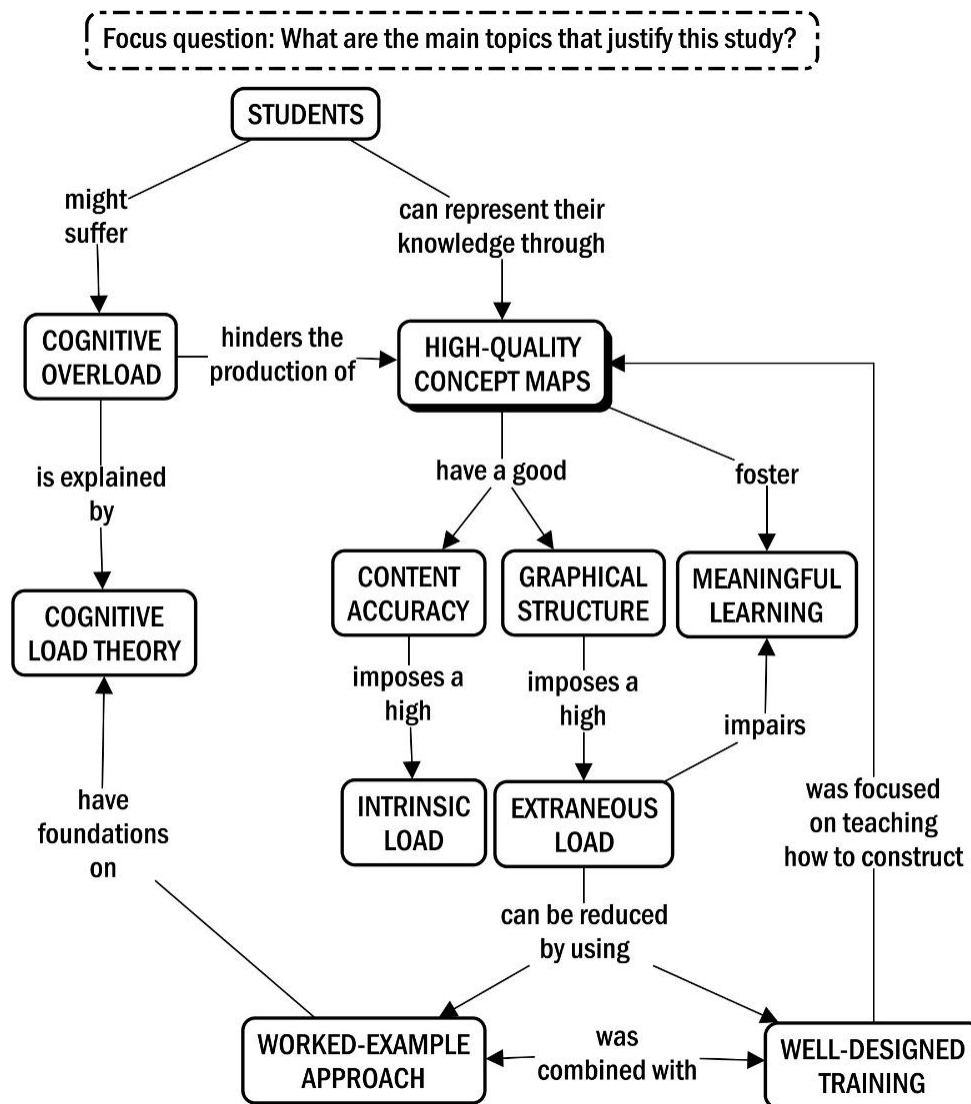 Focus question: What are the main topics that justify this study?
STUDENTS
might
suffer
can represent their
knowledge through
COGNITIVE
OVERLOAD
hinders the
production of
HIGH-QUALITY
CONCEPT MAPS
is explained
by
have a good
foster
COGNITIVE
LOAD THEORY
CONTENT
ACCURACY
GRAPHICAL
STRUCTURE
MEANINGFUL
LEARNING
imposes a
high
imposes a
high
impairs
INTRINSIC
LOAD
EXTRANEOUS
LOAD
have
foundations
on
was focused
on teaching
how to construct
can be reduced
by using
WORKED-EXAMPLE
APPROACH
was
combined with
WELL-DESIGNED
TRAINING